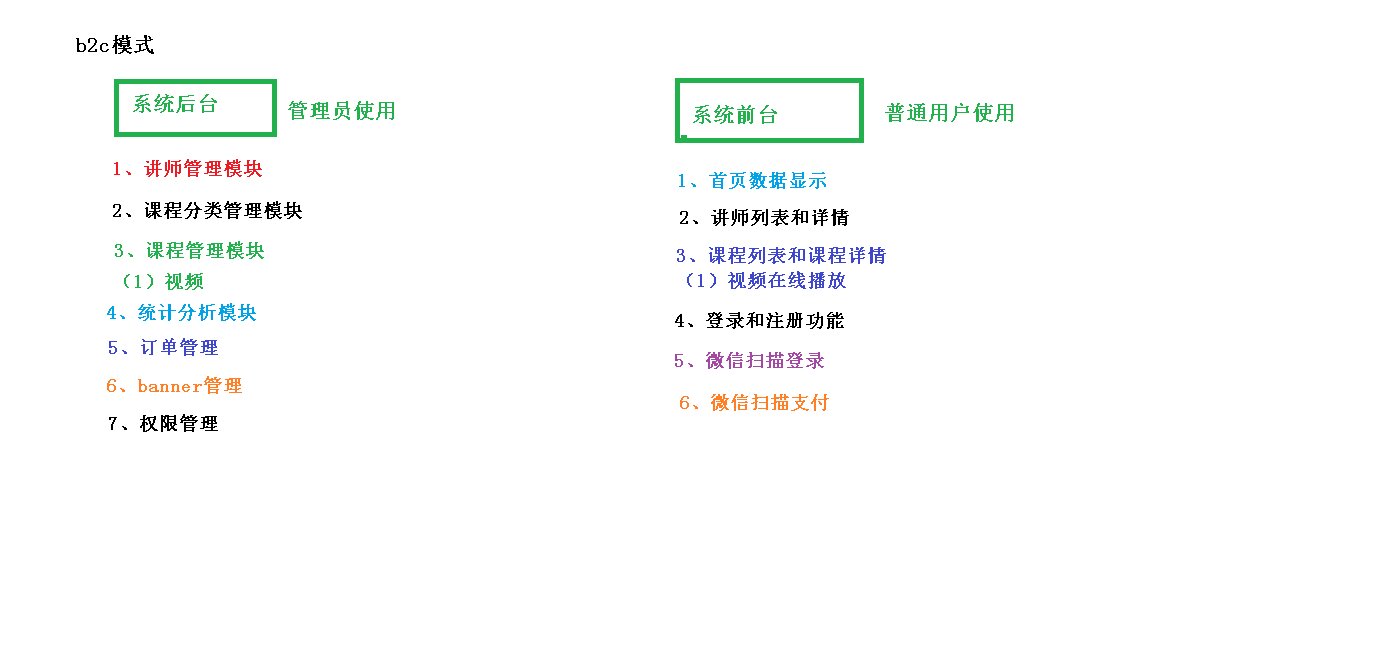 b2c模式
系统后台
管理员使用
1、讲师管理模块
2、课程分类管理模块
3、课程管理模块
（1）视频
4、统计分析模块
5、订单管理
6、banner管理
7、权限管理
系统前台
普通用户使用
1、首页数据显示
2、讲师列表和详情
3、课程列表和课程详情
（1）视频在线播放
4、登录和注册功能
5、微信扫描登录
6、微信扫描支付